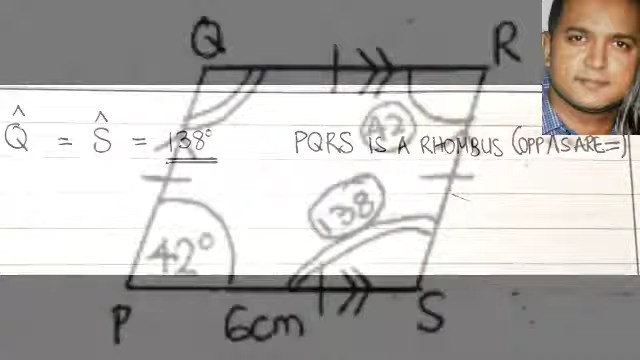 Q R
42
Q̂ = Ŝ = 138° PQRS IS A RHOMBUS (OPP ∧S ARE =)
138
42°
P 6cm S